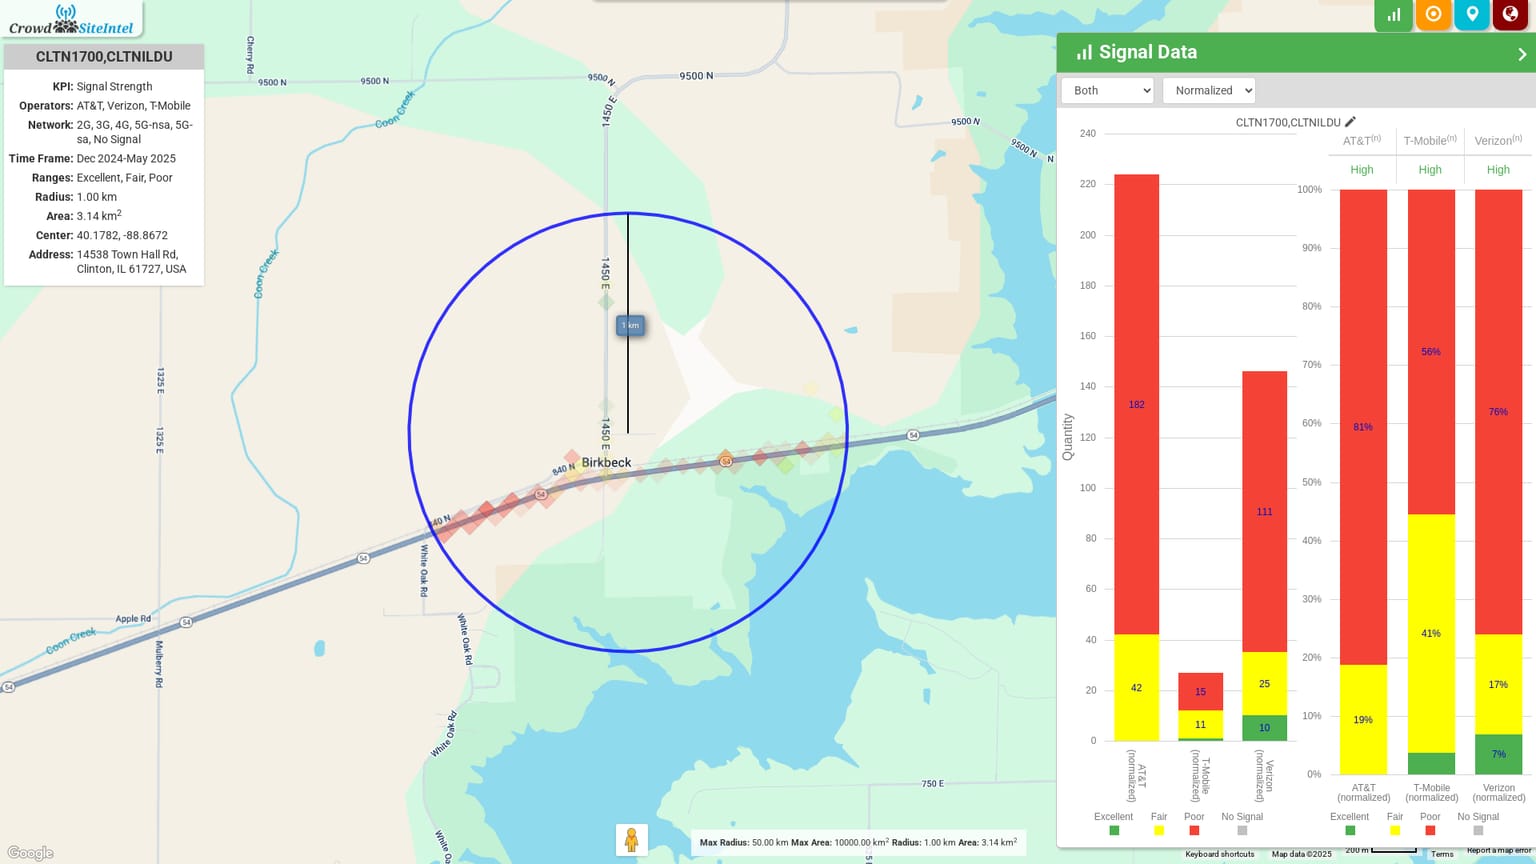 Crowd SiteIntel
CLTN1700,CLTNILDU
KPI: Signal Strength
Operators: AT&T, Verizon, T-Mobile
Network: 2G, 3G, 4G, 5G-nsa, 5G-
sa, No Signal
Time Frame: Dec 2024-May 2025
Ranges: Excellent, Fair, Poor
Radius: 1.00 km
Area: 3.14 km2
Center: 40.1782, -88.8672
Address: 14538 Town Hall Rd,
Clinton, IL 61727, USA
Cherry Rd
9500 N
9500 N
9500 N
9500 N
9500 N
9500 N
N
1450 E
1450 E
1450 E
Coon Creek
Coon Creek
Coon Creek
1325 E
1325 E
1 km
Birkbeck
840 N
40 N
54
54
54
54
54
54
White Oak Rd
White Oak Rd
White Oak Rd
White Oa
Apple Rd
Mulberry Rd
750 E
Google
Max Radius: 50.00 km Max Area: 10000.00 km2 Radius: 1.00 km Area: 3.14 km2
Signal Data
Both
Normalized
CLTN1700,CLTNILDU
Quantity
240
220
200
180
160
140
120
100
80
60
40
20
0
182
42
15
11
111
25
10
AT&T
(normalized)
T-Mobile
(normalized)
Verizon
(normalized)
Excellent
Fair
Poor
No Signal
AT&T(n)
T-Mobile(n)
Verizon(n)
High
High
High
100%
90%
80%
70%
60%
50%
40%
30%
20%
10%
0%
81%
19%
56%
41%
76%
17%
7%
AT&T
(normalized)
T-Mobile
(normalized)
Verizon
(normalized)
Excellent
Fair
Poor
No Signal
Keyboard shortcuts
Map data ©2025
200 m
Terms
Report a map error